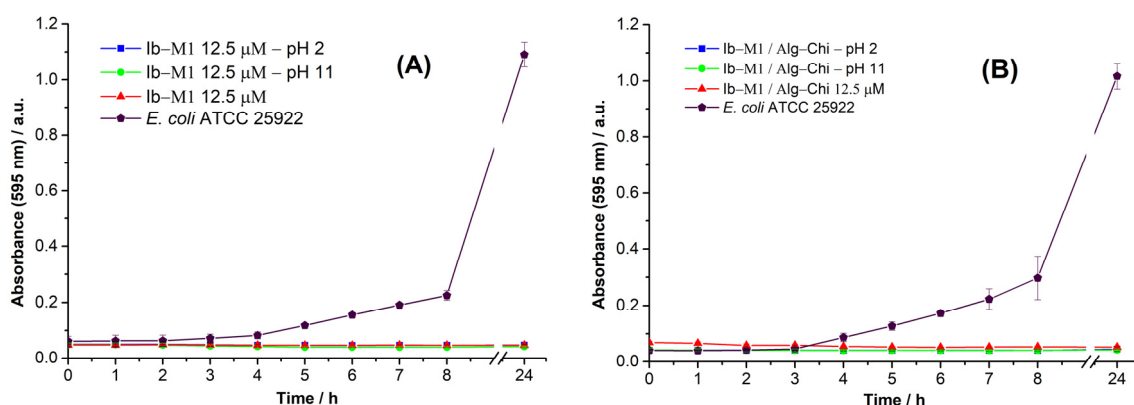 1.2
1.0
0.8
0.6
0.4
0.2
0.0
Absorbance (595 nm) / a.u.
Ib–M1 12.5 μM – pH 2
Ib–M1 12.5 μM – pH 11
Ib–M1 12.5 μM
E. coli ATCC 25922
(A)
0 1 2 3 4 5 6 7 8 24
Time / h
1.2
1.0
0.8
0.6
0.4
0.2
0.0
Absorbance (595 nm) / a.u.
Ib–M1 / Alg–Chi – pH 2
Ib–M1 / Alg–Chi – pH 11
Ib–M1 / Alg–Chi 12.5 μM
E. coli ATCC 25922
(B)
0 1 2 3 4 5 6 7 8 24
Time / h